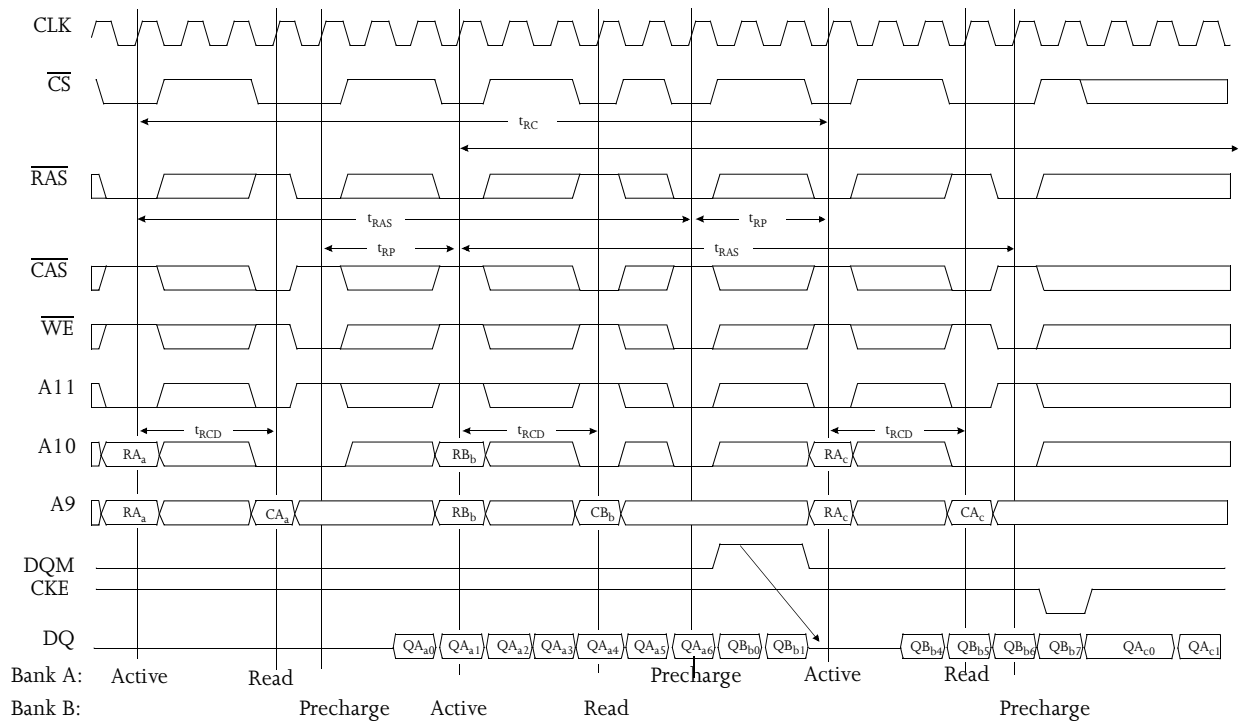 CLK
CS
tRC
RAS
tRAS tRP
tRP tRAS
CAS
WE
A11
tRCD tRCD tRCD
A10 RAa RBb RAc
A9 RAa CAa RBb CBb RAc CAc
DQM
CKE
DQ QAa0 QAa1 QAa2 QAa3 QAa4 QAa5 QAa6 QBb0 QBb1 QBb4 QBb5 QBb6 QBb7 QAc0 QAc1
Bank A: Active Read Precharge Active Read
Bank B: Precharge Active Read Precharge